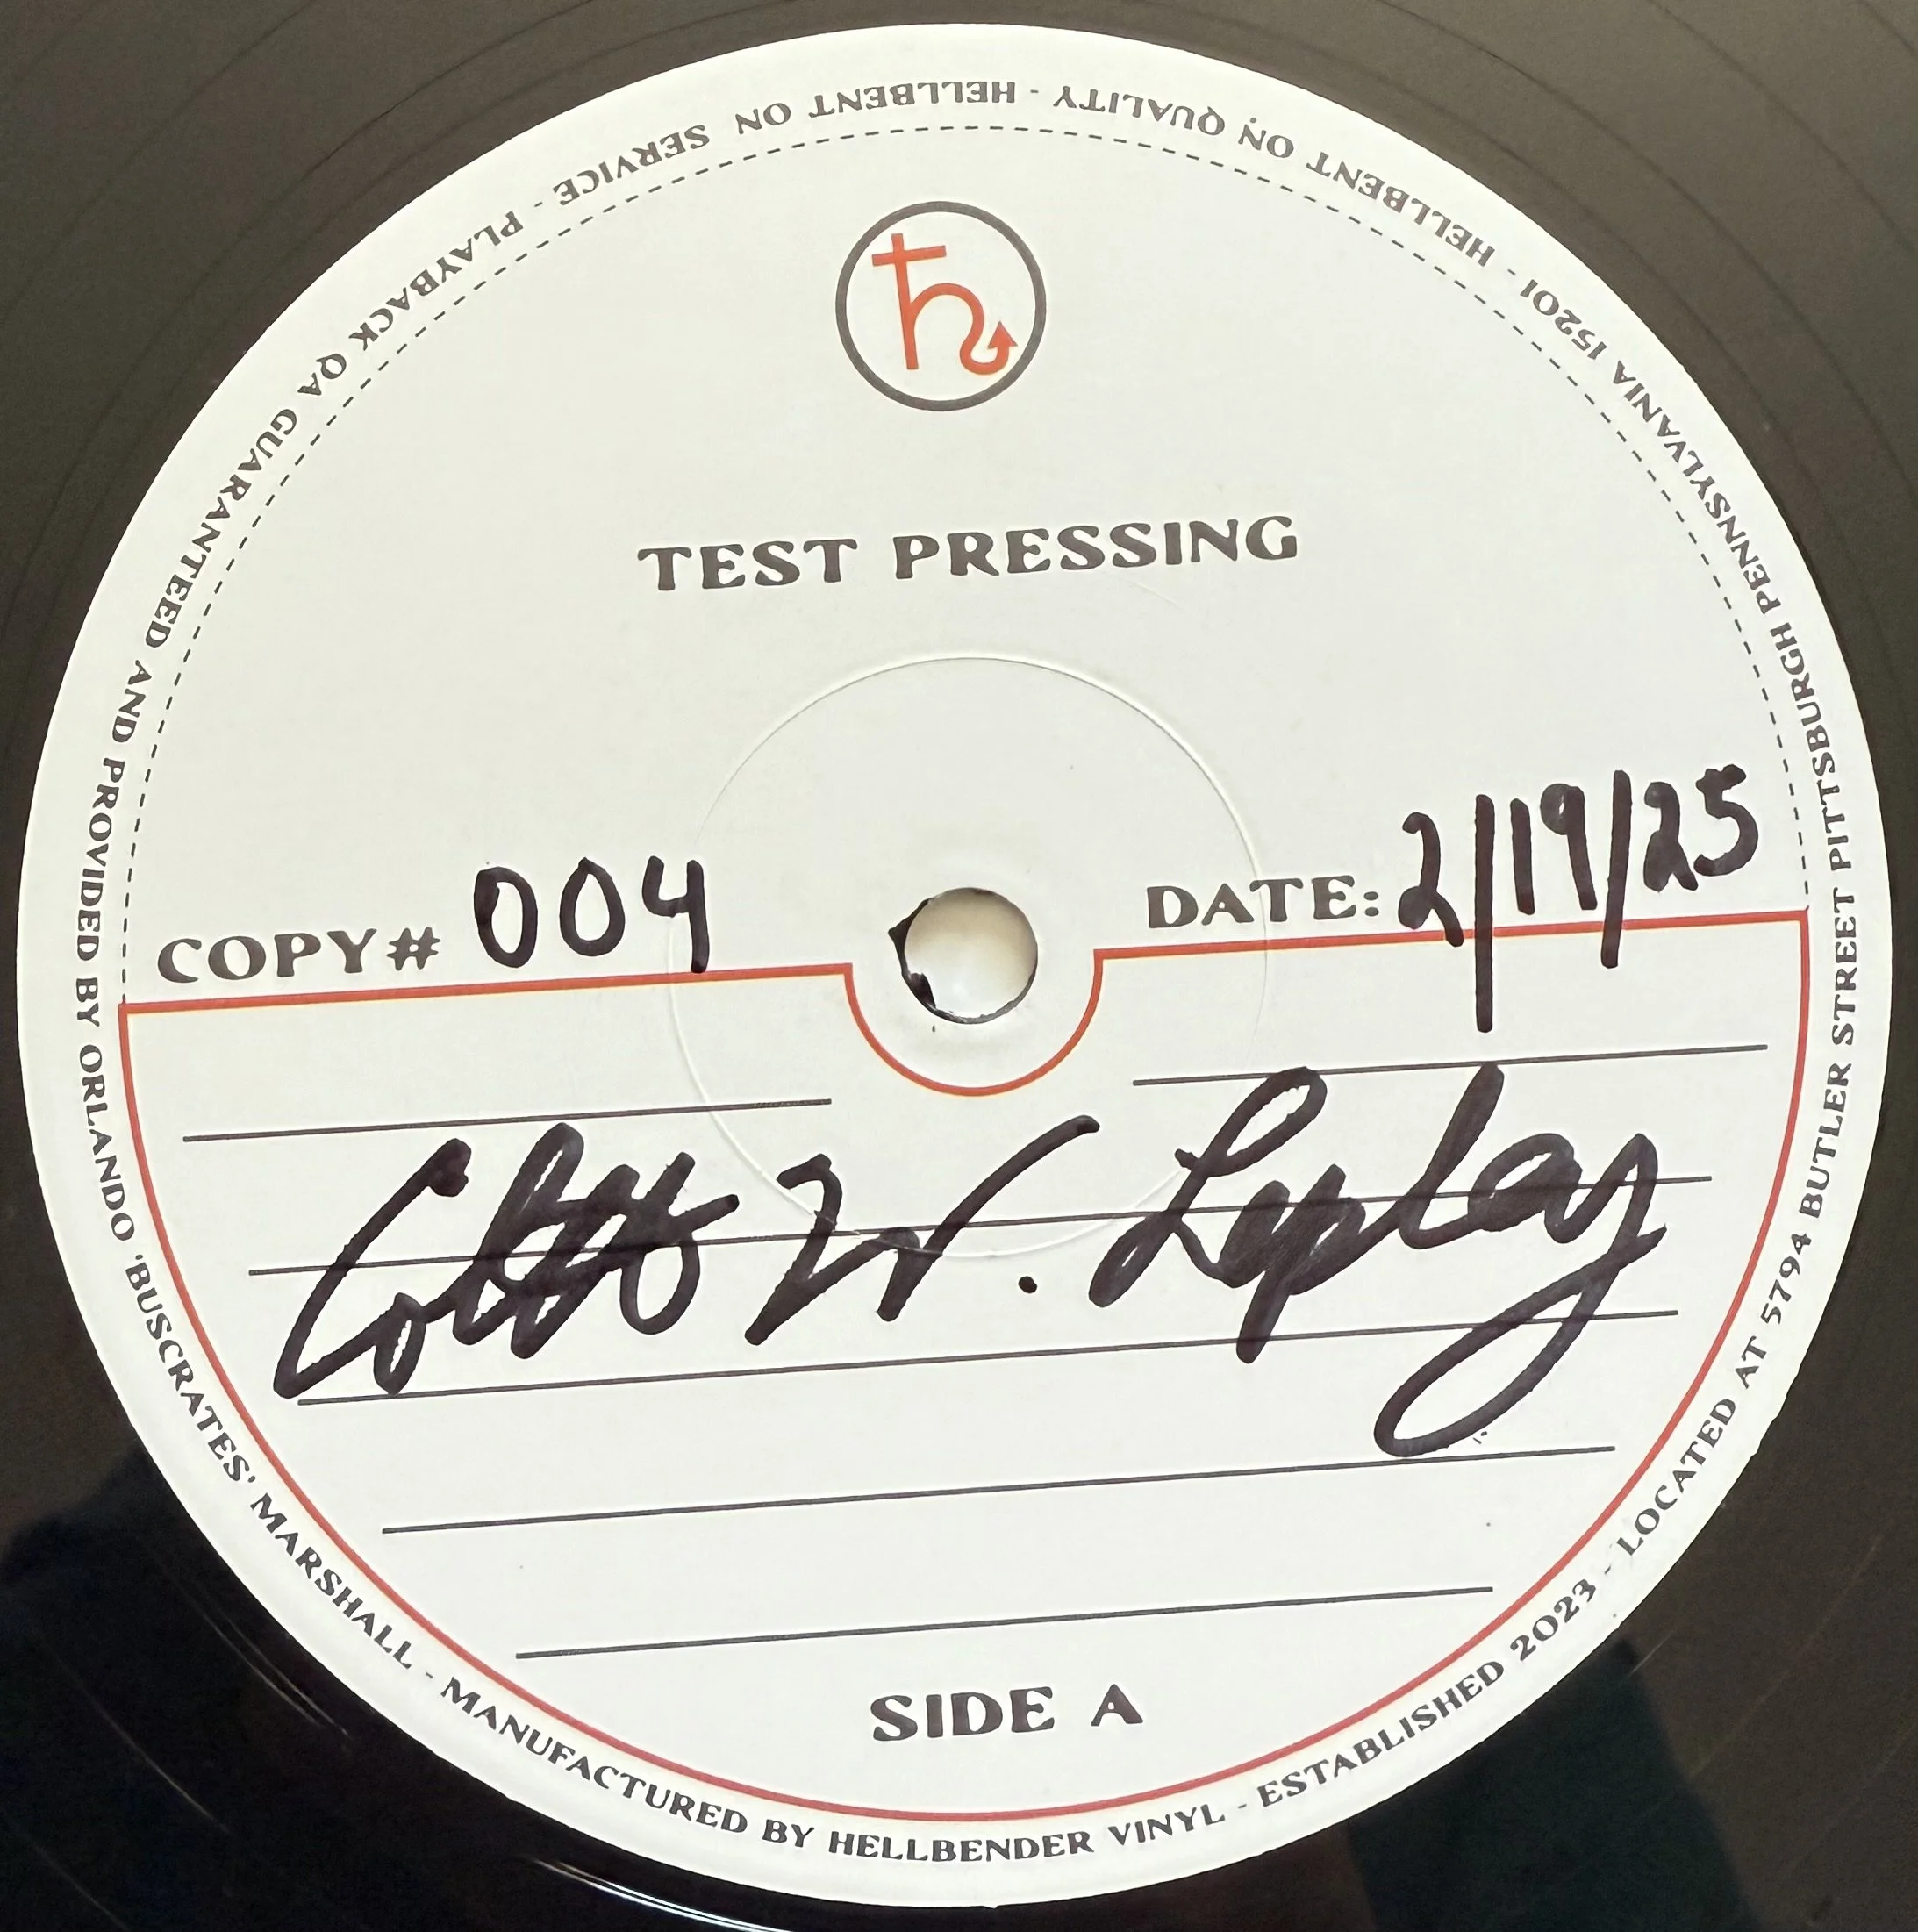 TEST PRESSING
COPY# 004
DATE: 2/19/25
W.
SIDE A
PLAYBACK QA GUARANTEED AND PROVIDED BY ORLANDO 'BUSCRATES' MARSHALL - MANUFACTURED BY HELLBENDER VINYL - ESTABLISHED 2023 - LOCATED AT 5794 BUTLER STREET PITTSBURGH PENNSYLVANIA 15201 - HELLBENT ON QUALITY - HELLBENT ON SERVICE -